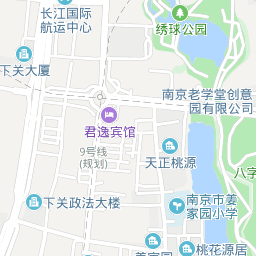 长江国际
航运中心
绣球公园
下关大厦
南京老学堂创意
园有限公司
君逸宾馆
9号线
(规划)
天正桃源
八字
下关政法大楼
南京市姜
家园小学
姜家园
桃花源居